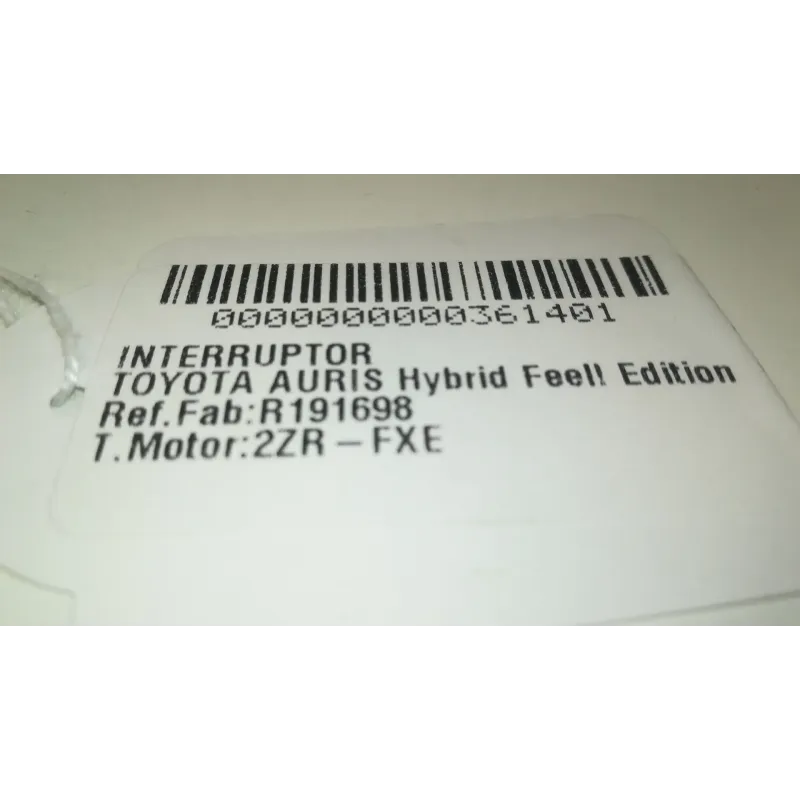 0000000000361401
INTERRUPTOR
TOYOTA AURIS Hybrid Feel! Edition
Ref.Fab:R191698
T.Motor:2ZR-FXE